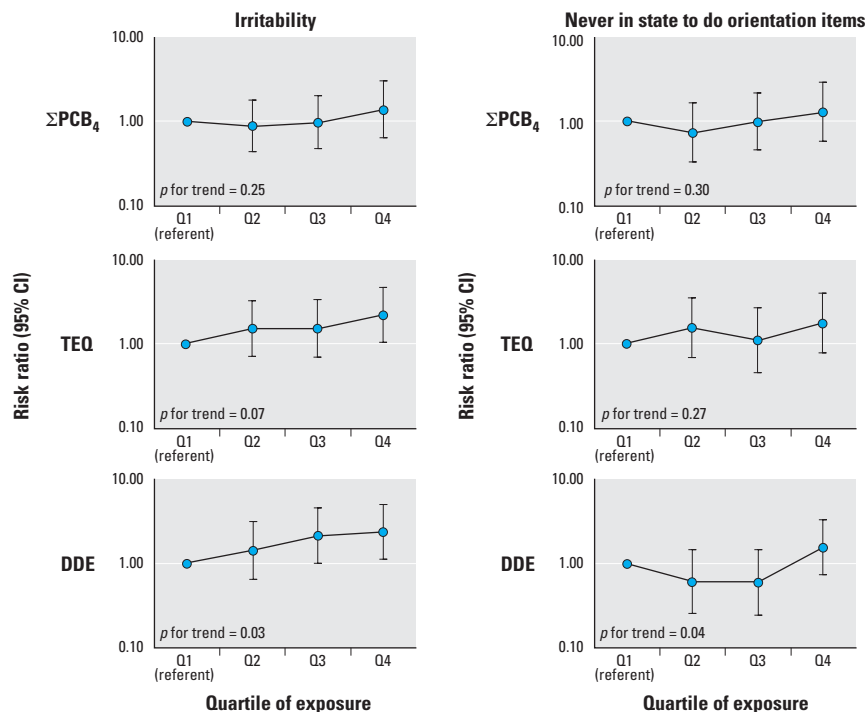 Irritability
10.00
1.00
0.10
ΣPCB4
p for trend = 0.25
Q1 Q2 Q3 Q4
(referent)
10.00
1.00
0.10
TEQ
p for trend = 0.07
Q1 Q2 Q3 Q4
(referent)
10.00
1.00
0.10
DDE
p for trend = 0.03
Q1 Q2 Q3 Q4
(referent)
Risk ratio (95% CI)
Quartile of exposure
Never in state to do orientation items
10.00
1.00
0.10
ΣPCB4
p for trend = 0.30
Q1 Q2 Q3 Q4
(referent)
10.00
1.00
0.10
TEQ
p for trend = 0.27
Q1 Q2 Q3 Q4
(referent)
10.00
1.00
0.10
DDE
p for trend = 0.04
Q1 Q2 Q3 Q4
(referent)
Risk ratio (95% CI)
Quartile of exposure